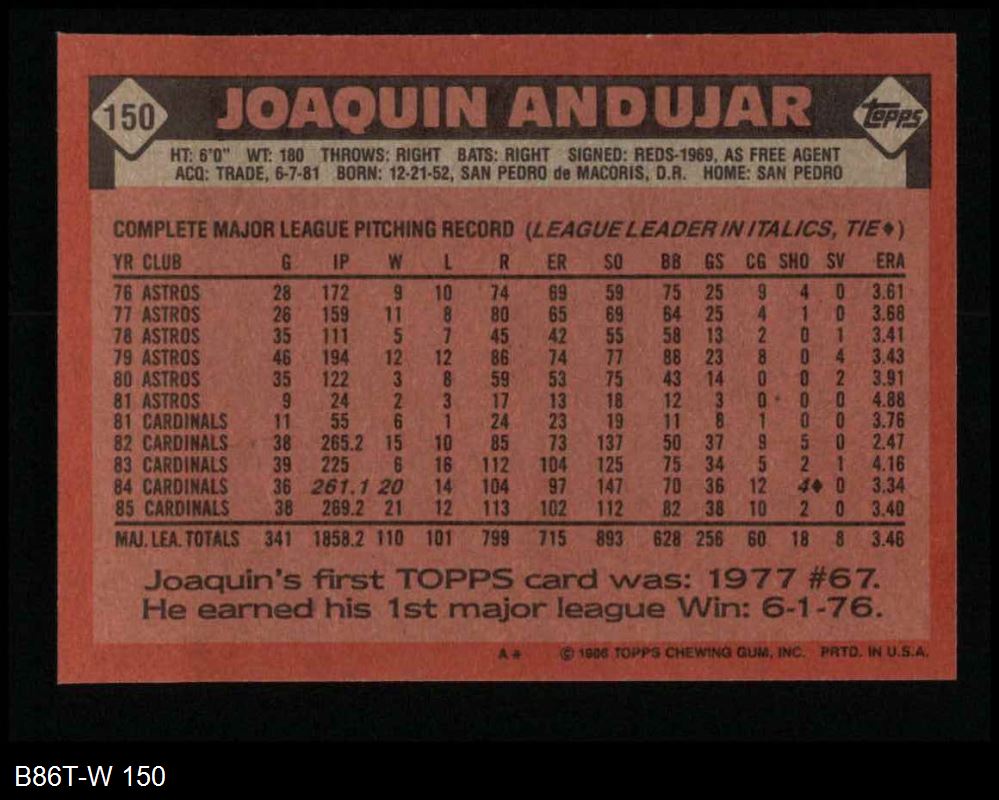 150 JOAQUIN ANDUJAR topps
HT: 6'0" WT: 180 THROWS: RIGHT BATS: RIGHT SIGNED: REDS-1969, AS FREE AGENT
ACQ: TRADE, 6-7-81 BORN: 12-21-52, SAN PEDRO de MACORIS, D.R. HOME: SAN PEDRO
COMPLETE MAJOR LEAGUE PITCHING RECORD (LEAGUE LEADER IN ITALICS, TIE♦)
YR CLUB G IP W L R ER SO BB GS CG SHO SV ERA
76 ASTROS 28 172 9 10 74 69 59 75 25 9 4 0 3.61
77 ASTROS 26 159 11 8 80 65 69 64 25 4 1 0 3.68
78 ASTROS 35 111 5 7 45 42 55 58 13 2 0 1 3.41
79 ASTROS 46 194 12 12 86 74 77 88 23 8 0 4 3.43
80 ASTROS 35 122 3 8 59 53 75 43 14 0 0 2 3.91
81 ASTROS 9 24 2 3 17 13 18 12 3 0 0 0 4.88
81 CARDINALS 11 55 6 1 24 23 19 11 8 1 0 0 3.76
82 CARDINALS 38 265.2 15 10 85 73 137 50 37 9 5 0 2.47
83 CARDINALS 39 225 6 16 112 104 125 75 34 5 2 1 4.16
84 CARDINALS 36 261.1 20 14 104 97 147 70 36 12 4♦ 0 3.34
85 CARDINALS 38 269.2 21 12 113 102 112 82 38 10 2 0 3.40
MAJ. LEA. TOTALS 341 1858.2 110 101 799 715 893 628 256 60 18 8 3.46
Joaquin's first TOPPS card was: 1977 #67.
He earned his 1st major league Win: 6-1-76.
A* © 1986 TOPPS CHEWING GUM, INC. PRTD. IN U.S.A.
B86T-W 150